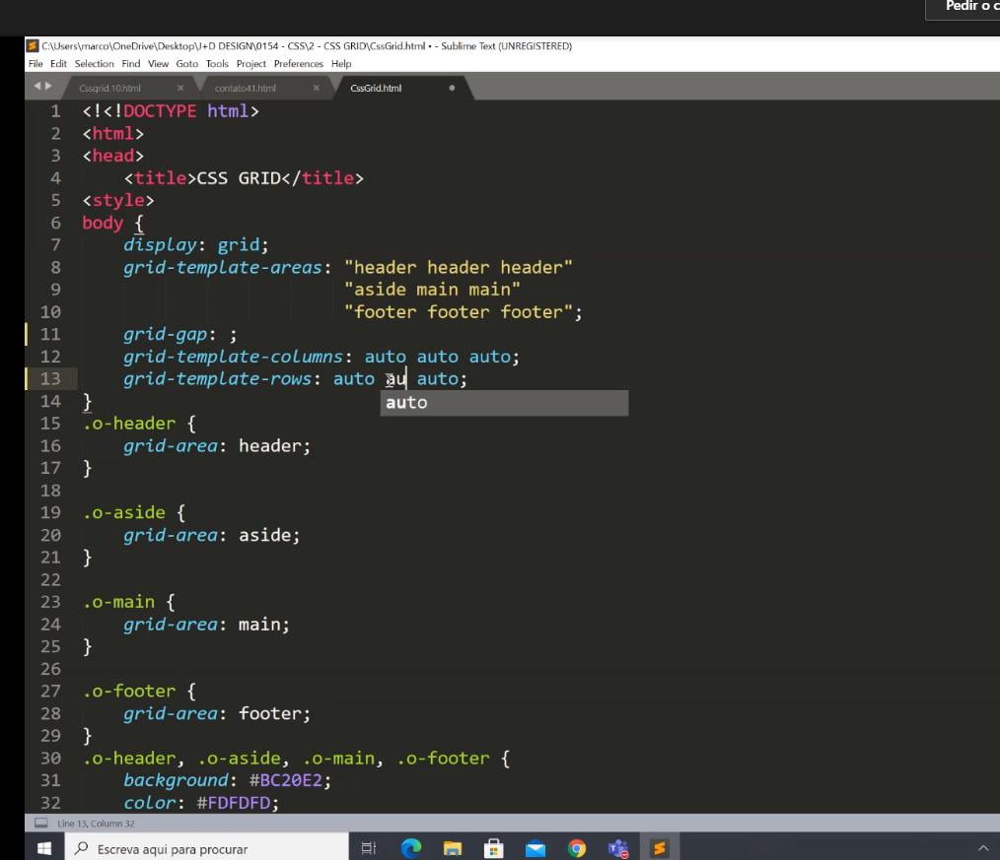 Pedir o c
C:\Users\marco\OneDrive\Desktop\J+D DESIGN\0154 - CSS\2 - CSS GRID\CssGrid.html • - Sublime Text (UNREGISTERED)
File Edit Selection Find View Goto Tools Project Preferences Help
Cssgrid.10.html × contato41.html × CssGrid.html
1 <!<!DOCTYPE html>
2 <html>
3 <head>
4 <title>CSS GRID</title>
5 <style>
6 body {
7 display: grid;
8 grid-template-areas: "header header header"
9 "aside main main"
10 "footer footer footer";
11 grid-gap: ;
12 grid-template-columns: auto auto auto;
13 grid-template-rows: auto au auto;
auto
14 }
15 .o-header {
16 grid-area: header;
17 }
18
19 .o-aside {
20 grid-area: aside;
21 }
22
23 .o-main {
24 grid-area: main;
25 }
26
27 .o-footer {
28 grid-area: footer;
29 }
30 .o-header, .o-aside, .o-main, .o-footer {
31 background: #BC20E2;
32 color: #FDFDFD;
Line 13, Column 32
Escreva aqui para procurar